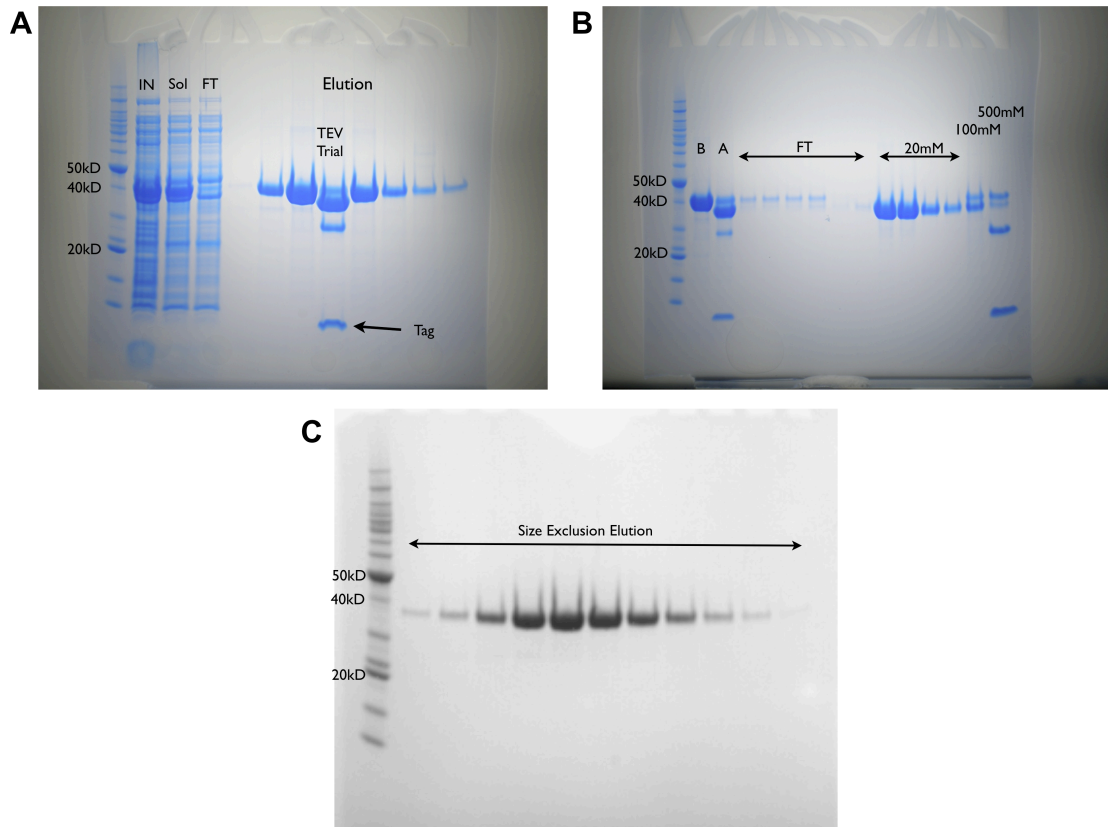 A
IN Sol FT
Elution
TEV
Trial
50kD
40kD
20kD
Tag
B
500mM
100mM
B A
FT
20mM
50kD
40kD
20kD
C
Size Exclusion Elution
50kD
40kD
20kD